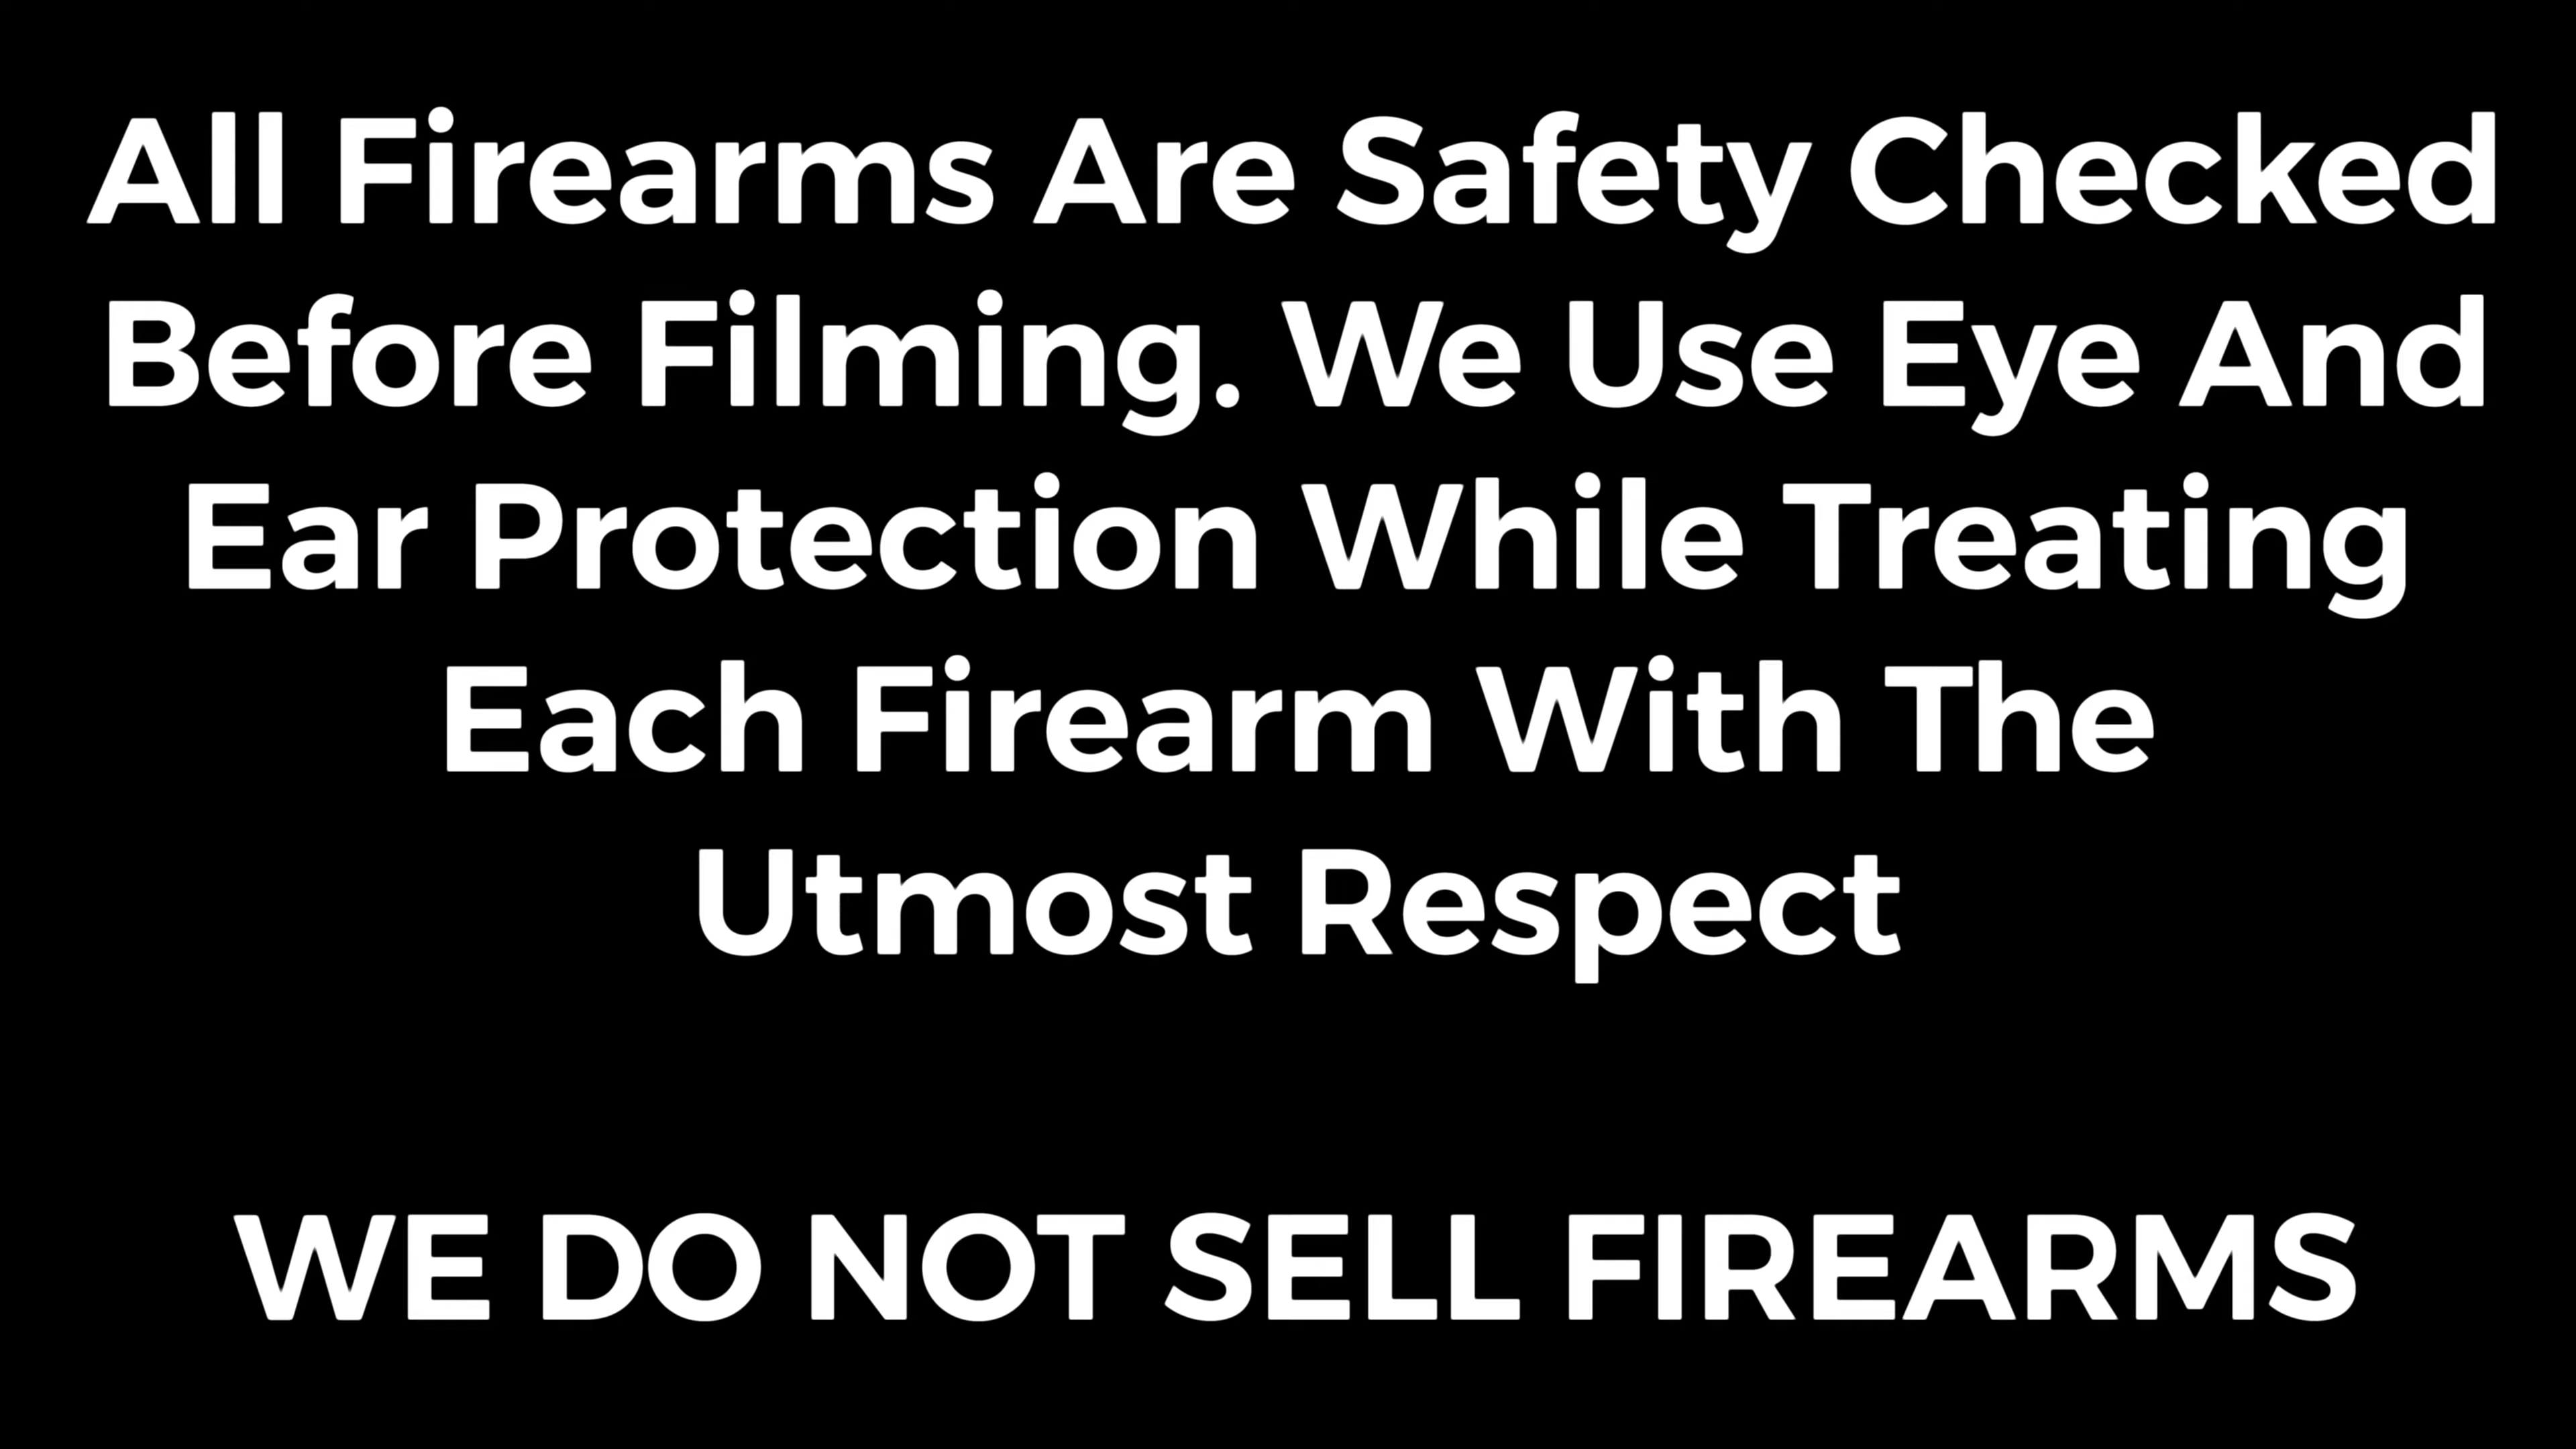 All Firearms Are Safety Checked
Before Filming. We Use Eye And
Ear Protection While Treating
Each Firearm With The
Utmost Respect
WE DO NOT SELL FIREARMS